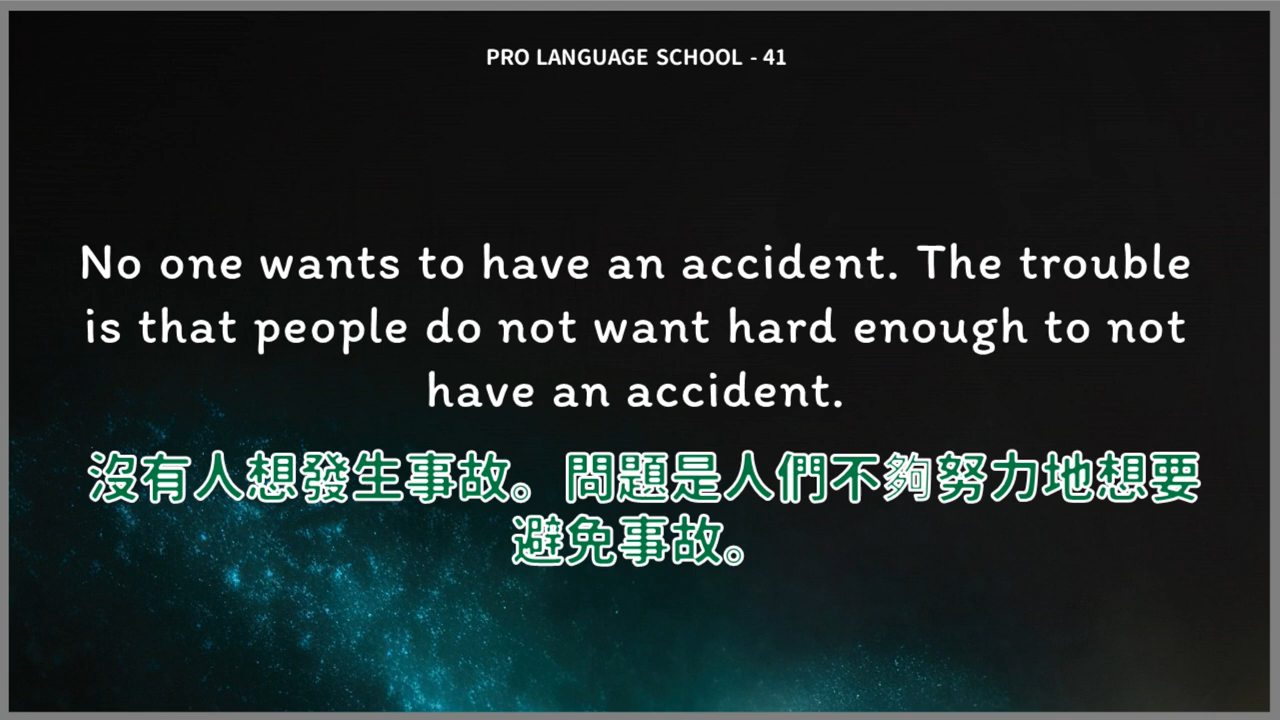 PRO LANGUAGE SCHOOL - 41
No one wants to have an accident. The trouble
is that people do not want hard enough to not
have an accident.
沒有人想發生事故。問題是人們不夠努力地想要
避免事故。